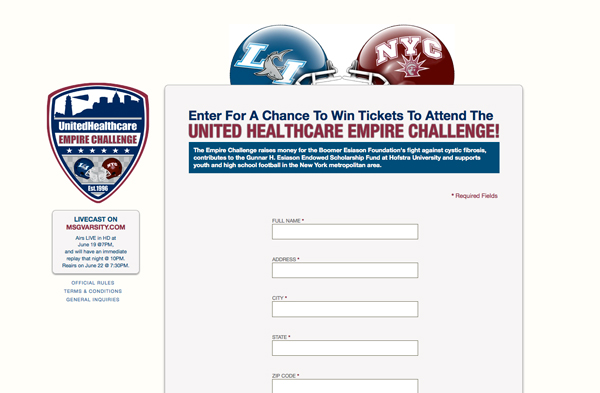 LI
NYC
UnitedHealthcare
EMPIRE CHALLENGE
Est.1996
LIVECAST ON
MSGVARSITY.COM
Airs LIVE in HD at
June 19 @7PM,
and will have an immediate
replay that night @ 10PM.
Reairs on June 22 @ 7:30PM.
OFFICIAL RULES
TERMS & CONDITIONS
GENERAL INQUIRIES
Enter For A Chance To Win Tickets To Attend The
UNITED HEALTHCARE EMPIRE CHALLENGE!
The Empire Challenge raises money for the Boomer Esiason Foundation's fight against cystic fibrosis,
contributes to the Gunnar H. Esiason Endowed Scholarship Fund at Hofstra University and supports
youth and high school football in the New York metropolitan area.
* Required Fields
FULL NAME *
ADDRESS *
CITY *
STATE *
ZIP CODE *